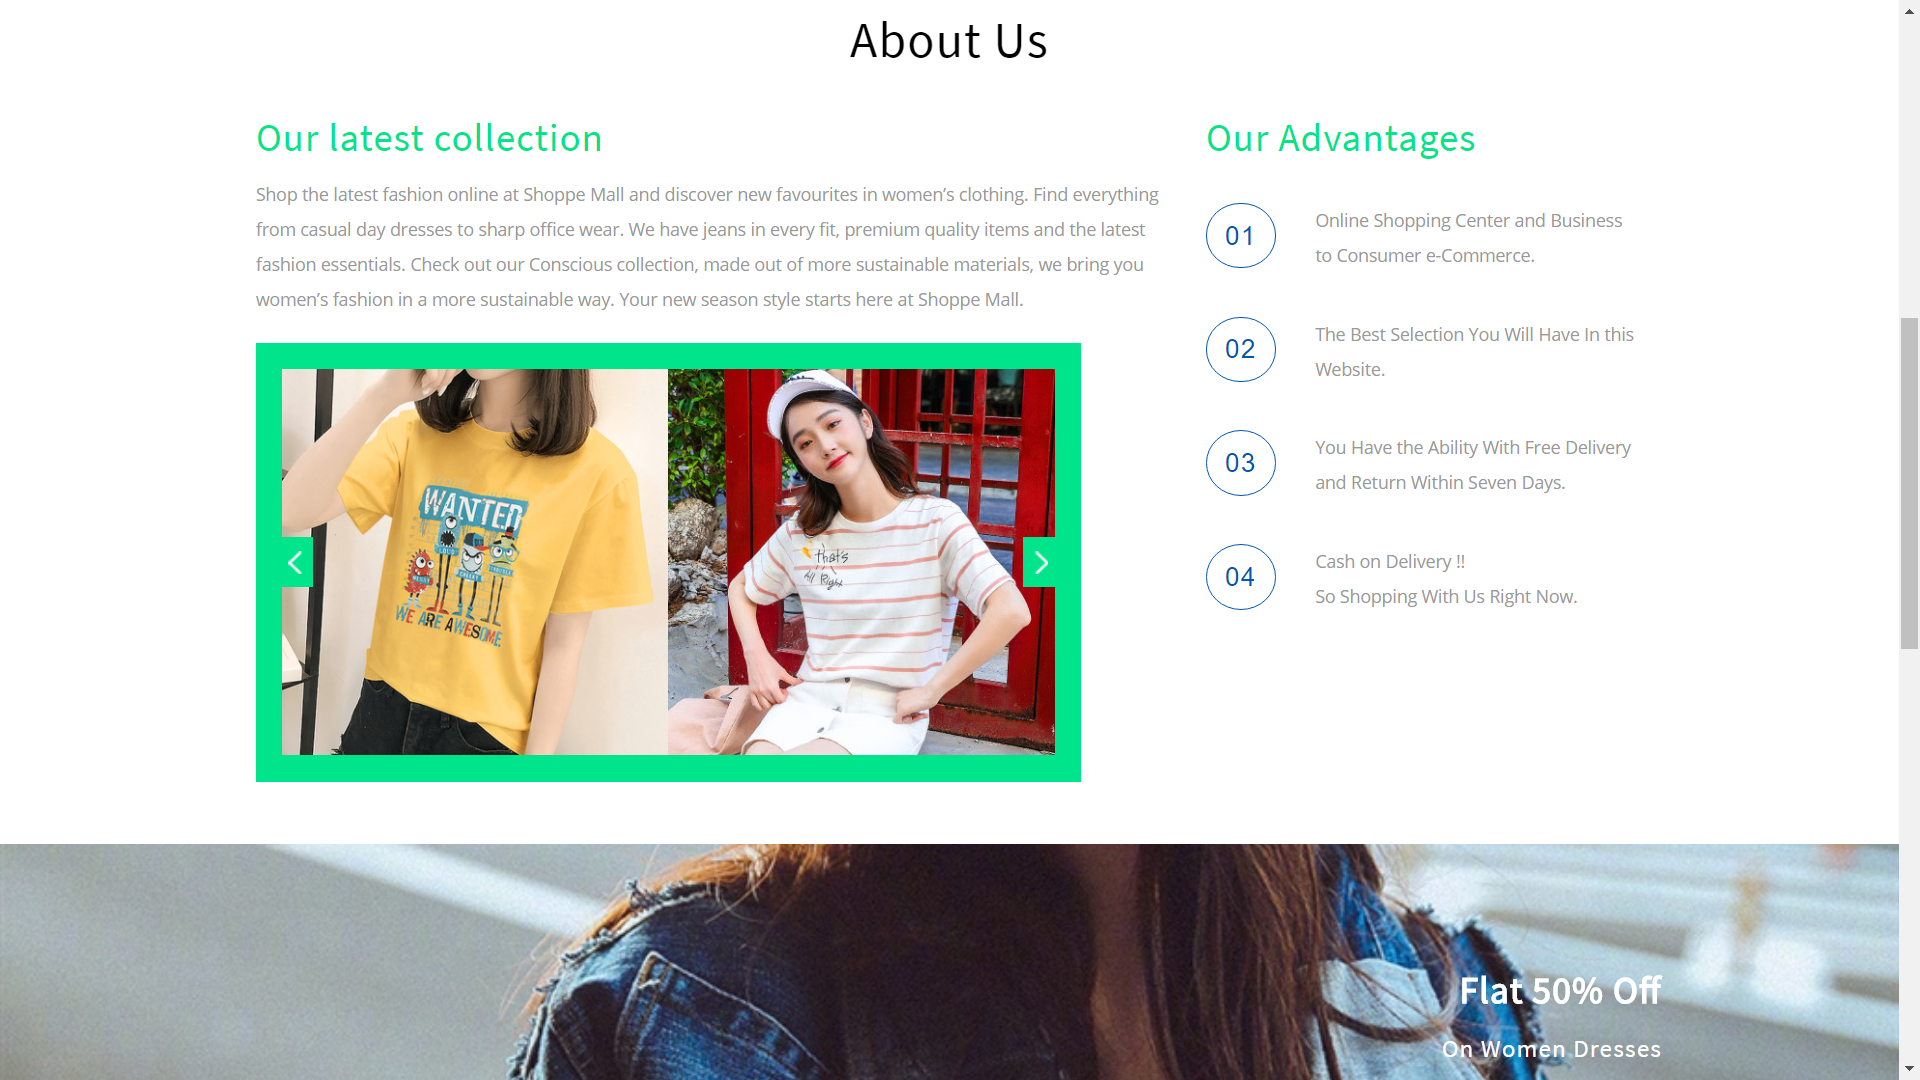 About Us
Our latest collection
Shop the latest fashion online at Shoppe Mall and discover new favourites in women’s clothing. Find everything
from casual day dresses to sharp office wear. We have jeans in every fit, premium quality items and the latest
fashion essentials. Check out our Conscious collection, made out of more sustainable materials, we bring you
women’s fashion in a more sustainable way. Your new season style starts here at Shoppe Mall.
WANTED
LOUD
WE ARE AWESOME
that's
All Right
Our Advantages
01
Online Shopping Center and Business
to Consumer e-Commerce.
02
The Best Selection You Will Have In this
Website.
03
You Have the Ability With Free Delivery
and Return Within Seven Days.
04
Cash on Delivery !!
So Shopping With Us Right Now.
Flat 50% Off
On Women Dresses